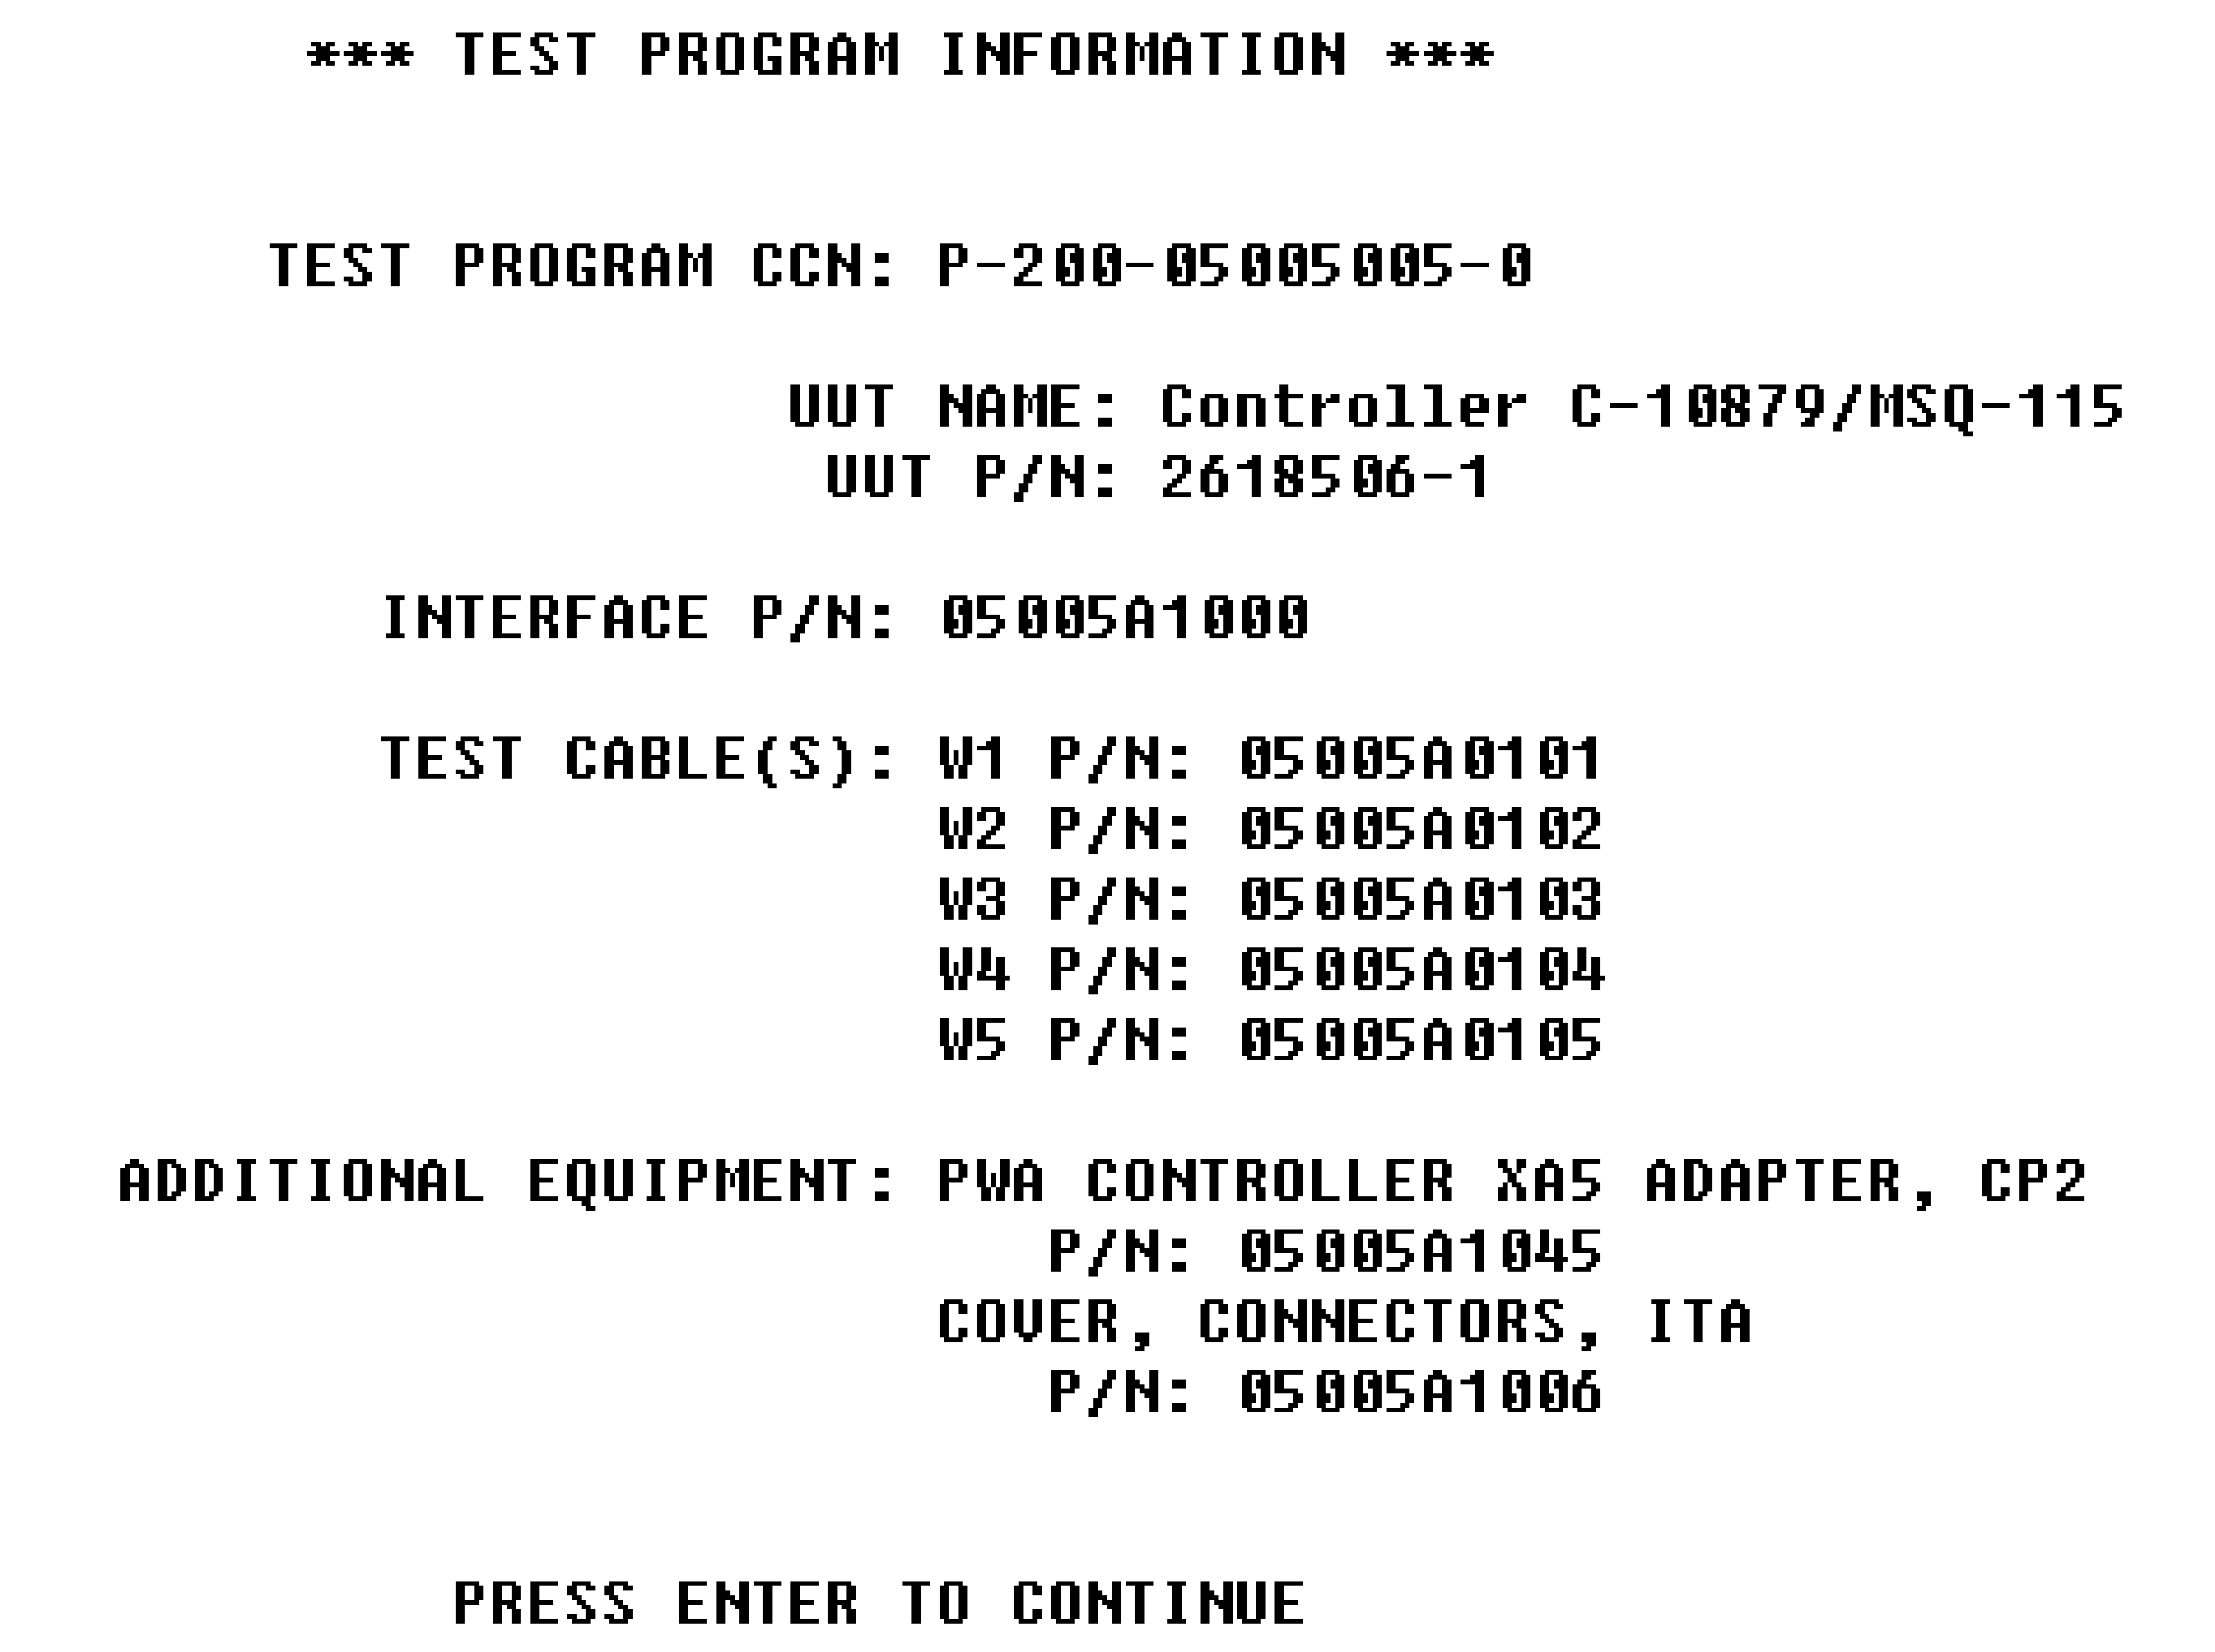 *** TEST PROGRAM INFORMATION ***
TEST PROGRAM CCN: P-200-05005005-0
UUT NAME: Controller C-10879/MSQ-115
UUT P/N: 2618506-1
INTERFACE P/N: 05005A1000
TEST CABLE(S): W1 P/N: 05005A0101
W2 P/N: 05005A0102
W3 P/N: 05005A0103
W4 P/N: 05005A0104
W5 P/N: 05005A0105
ADDITIONAL EQUIPMENT: PWA CONTROLLER XA5 ADAPTER, CP2
P/N: 05005A1045
COVER, CONNECTORS, ITA
P/N: 05005A1006
PRESS ENTER TO CONTINUE